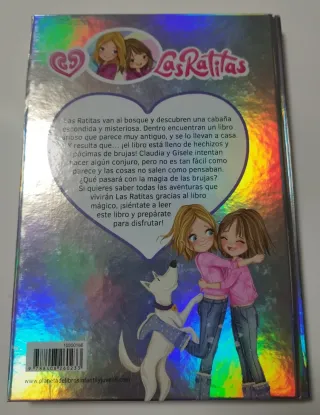 Las Ratitas
Las Ratitas van al bosque y descubren una cabaña
escondida y misteriosa. Dentro encuentran un libro
que parece muy antiguo, y se lo llevan a casa
Y resulta que... ¡el libro está lleno de hechizos y
pócimas de brujas! Claudia y Gisele intentan
hacer algún conjuro, pero no es tan fácil como
parece y las cosas no salen como pensaban.
¿Qué pasará con la magia de las brujas?
Si quieres saber todas las aventuras que
vivirán Las Ratitas gracias al libro
mágico, ¡siéntate a leer
este libro y prepárate
para disfrutar!